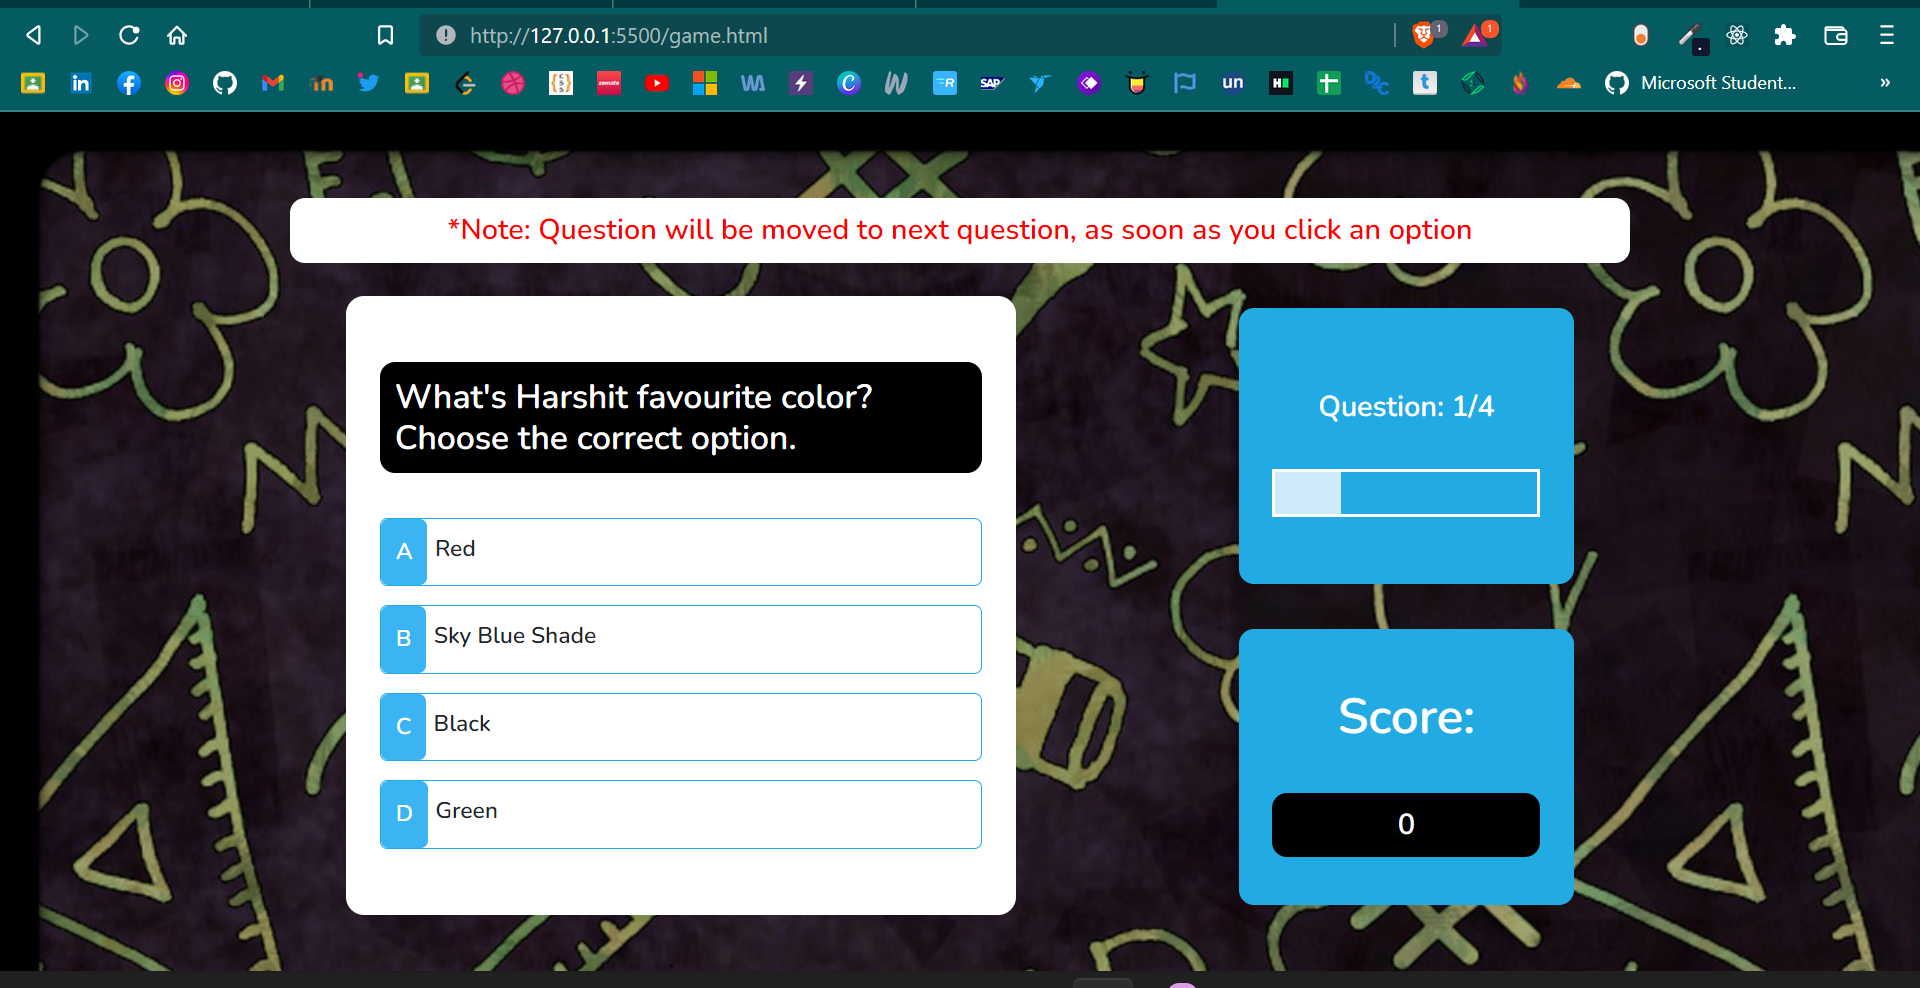 http://127.0.0.1:5500/game.html
1
1
Microsoft Student...
*Note: Question will be moved to next question, as soon as you click an option
What's Harshit favourite color?
Choose the correct option.
A Red
B Sky Blue Shade
C Black
D Green
Question: 1/4
Score:
0